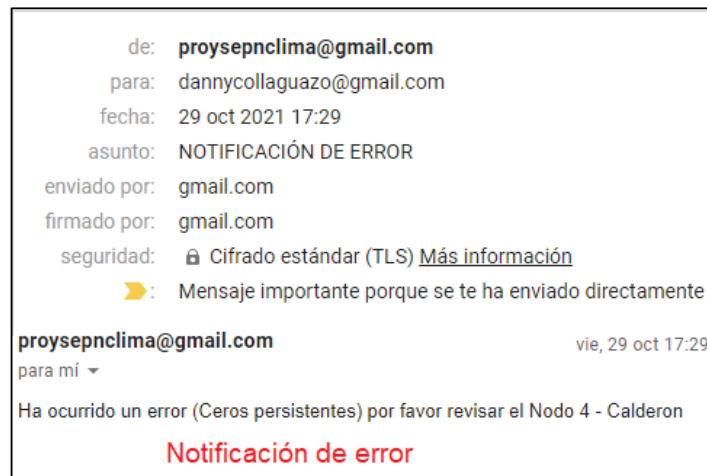 de: proysepnclima@gmail.com
para: dannycollaguazo@gmail.com
fecha: 29 oct 2021 17:29
asunto: NOTIFICACIÓN DE ERROR
enviado por: gmail.com
firmado por: gmail.com
seguridad: Cifrado estándar (TLS) Más información
: Mensaje importante porque se te ha enviado directamente
proysepnclima@gmail.com vie, 29 oct 17:29
para mí
Ha ocurrido un error (Ceros persistentes) por favor revisar el Nodo 4 - Calderon
Notificación de error